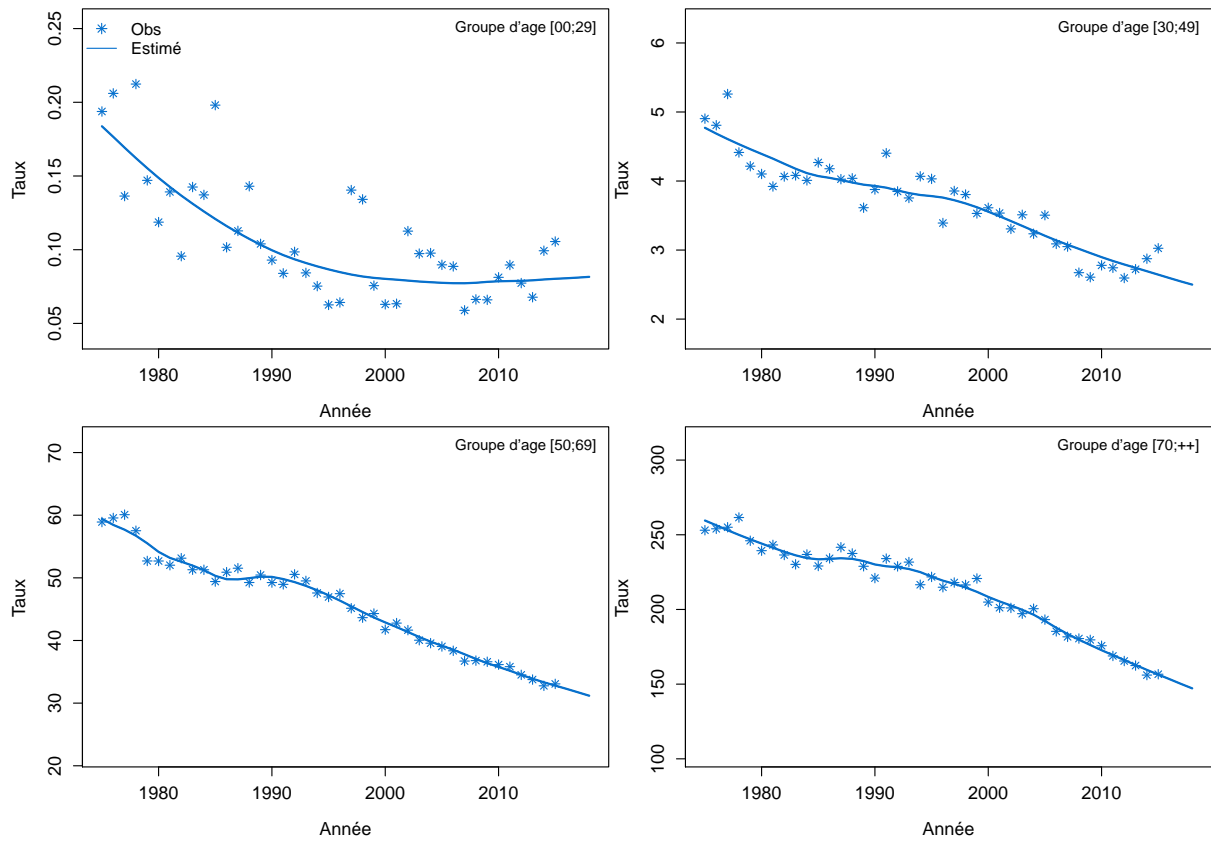 Groupe d'age [00;29]
Obs
Estimé
0.25
0.20
0.15
0.10
0.05
Taux
1980 1990 2000 2010
Année
Groupe d'age [30;49]
6
5
4
3
2
Taux
1980 1990 2000 2010
Année
Groupe d'age [50;69]
70
60
50
40
30
20
Taux
1980 1990 2000 2010
Année
Groupe d'age [70;++]
300
250
200
150
100
Taux
1980 1990 2000 2010
Année